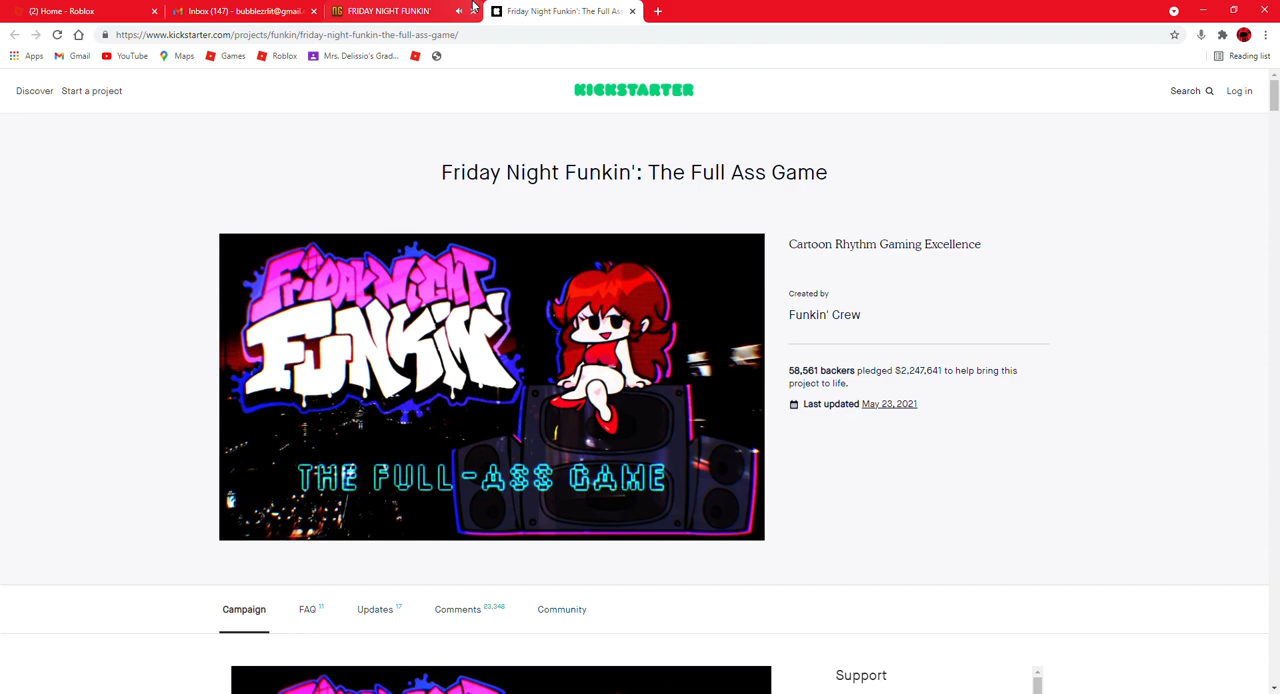 (2) Home - Roblox
Inbox (147) - bubblezrliit@gmail.
FRIDAY NIGHT FUNKIN'
Friday Night Funkin': The Full Ass
https://www.kickstarter.com/projects/funkin/friday-night-funkin-the-full-ass-game/
Apps
Gmail
YouTube
Maps
Games
Roblox
Mrs. Delissio's Grad...
Reading list
Discover
Start a project
KICKSTARTER
Search
Log in
Friday Night Funkin': The Full Ass Game
FRIDAY NIGHT
FUNKIN'
THE FULL-ASS GAME
Cartoon Rhythm Gaming Excellence
Created by
Funkin' Crew
58,561 backers pledged $2,247,641 to help bring this
project to life.
Last updated May 23, 2021
Campaign
FAQ 11
Updates 17
Comments 23,348
Community
FRIDAY NIGHT
Support